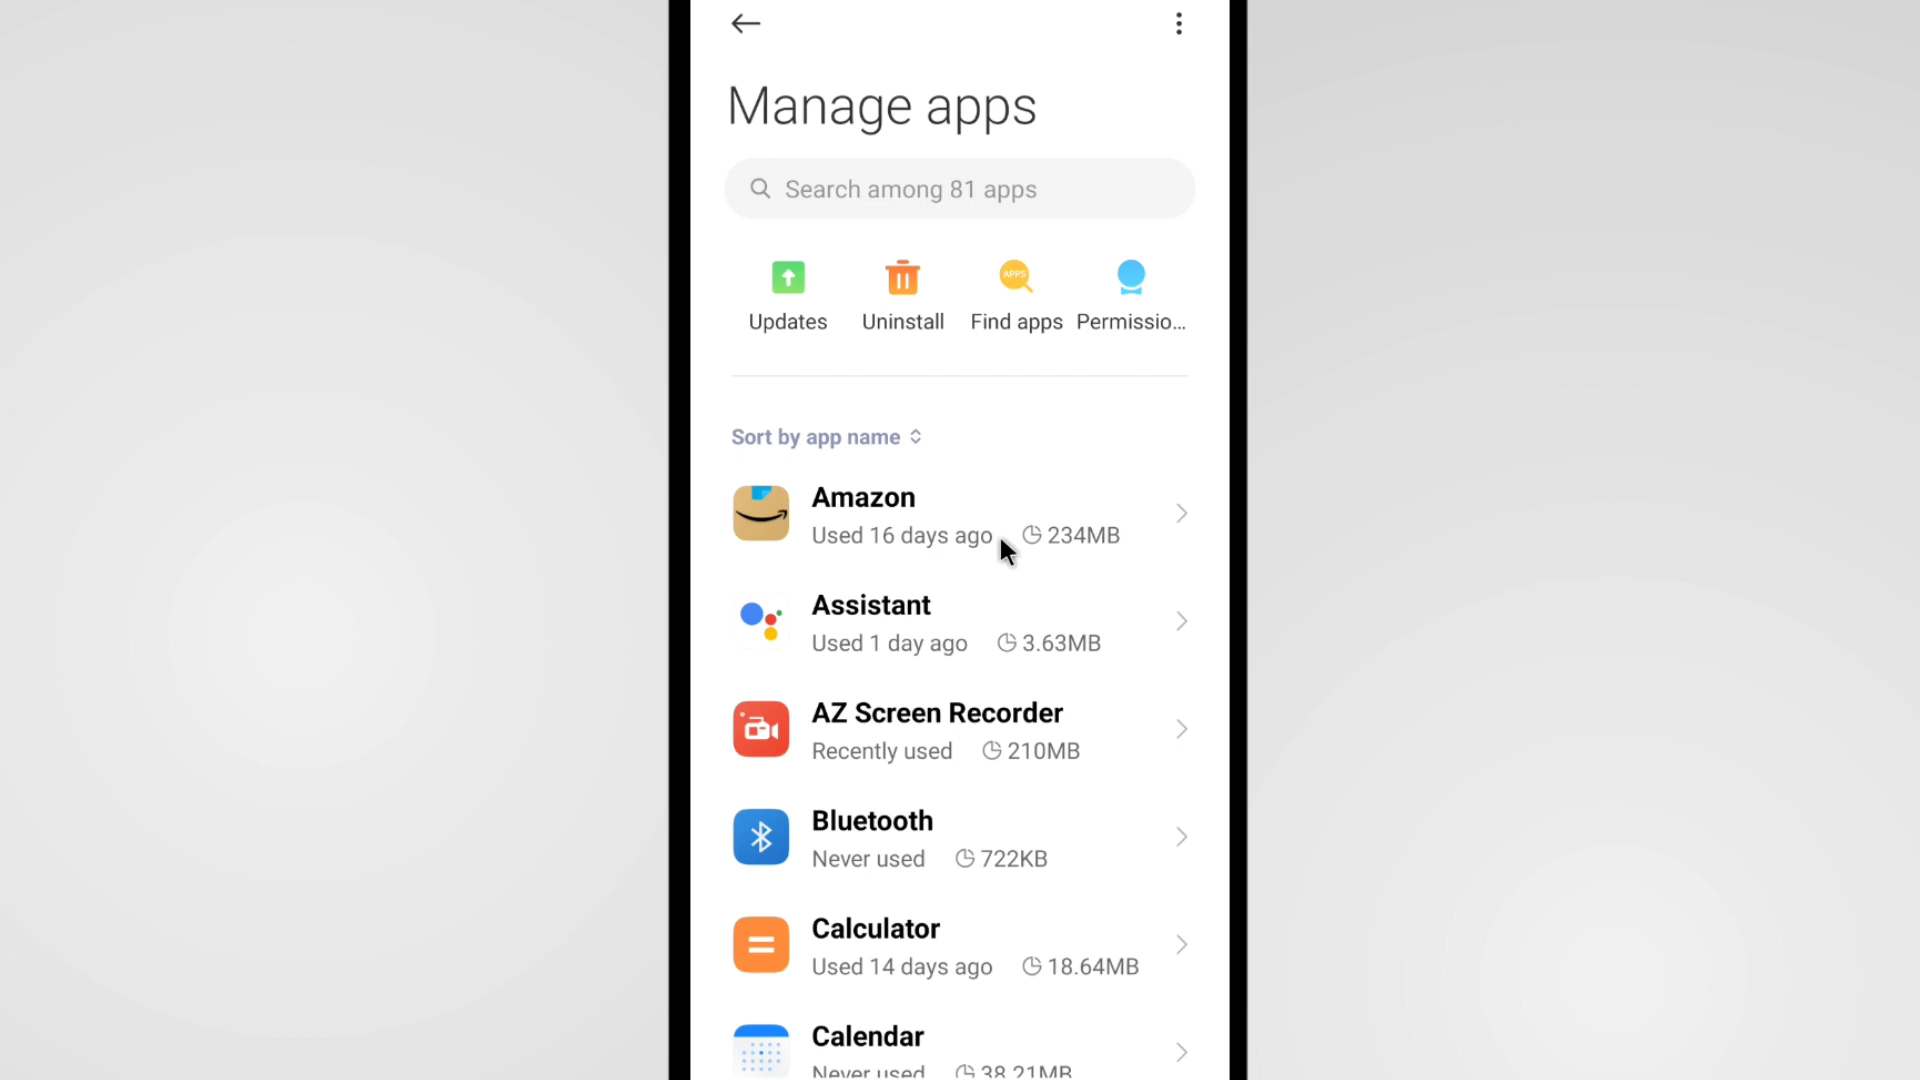 Manage apps
Search among 81 apps
Updates
Uninstall
APPS
Find apps
Permissio...
Sort by app name
Amazon
Used 16 days ago 234MB
Assistant
Used 1 day ago 3.63MB
AZ Screen Recorder
Recently used 210MB
Bluetooth
Never used 722KB
Calculator
Used 14 days ago 18.64MB
Calendar
Never used 38.21MB